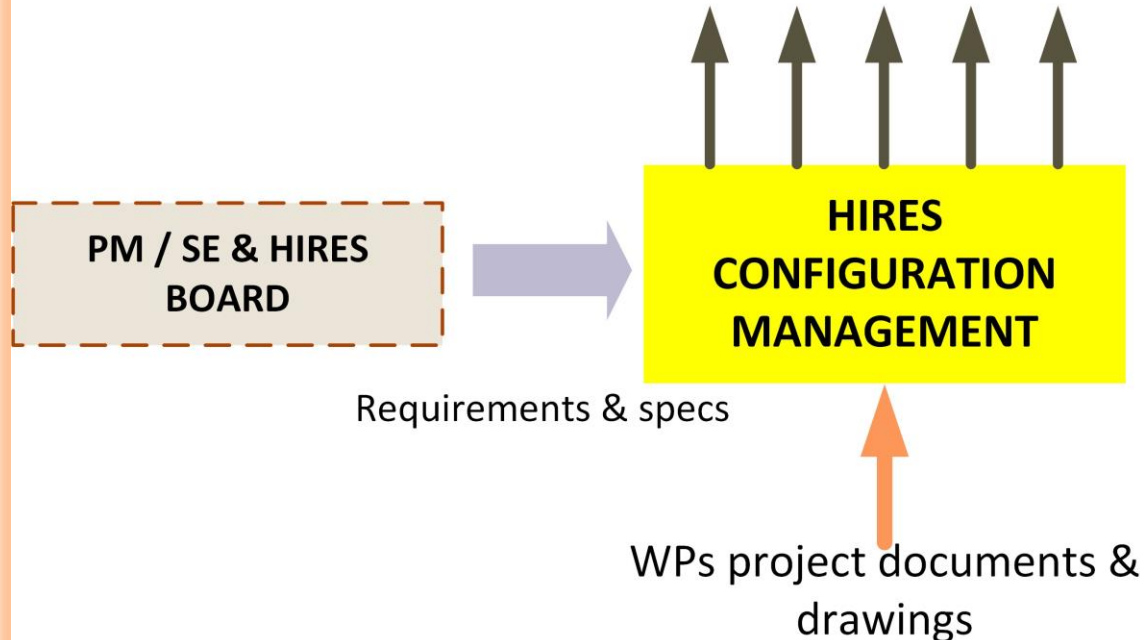 PM / SE & HIRES
BOARD
HIRES
CONFIGURATION
MANAGEMENT
Requirements & specs
WPs project documents &
drawings